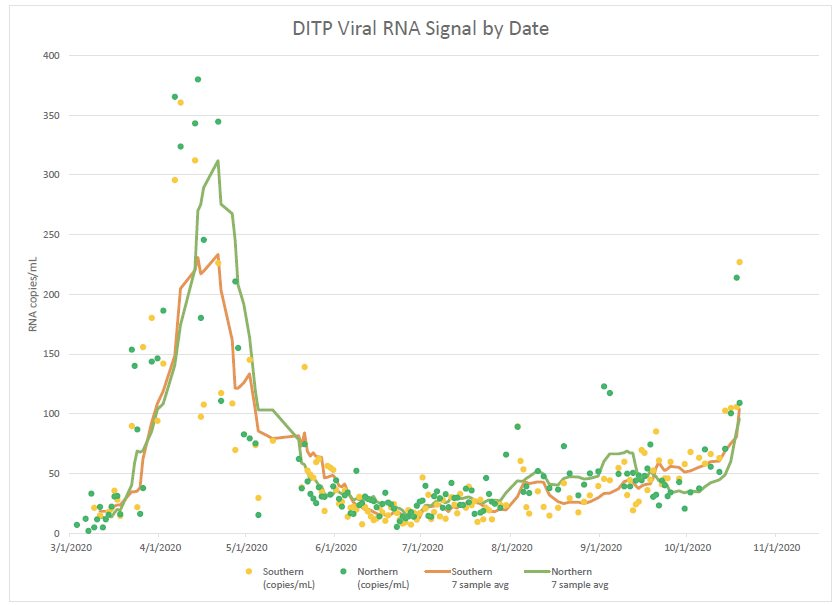 DITP Viral RNA Signal by Date
400
350
300
250
200
150
100
50
0
RNA copies/mL
3/1/2020 4/1/2020 5/1/2020 6/1/2020 7/1/2020 8/1/2020 9/1/2020 10/1/2020 11/1/2020
Southern Northern Southern Northern
(copies/mL) (copies/mL) 7 sample avg 7 sample avg